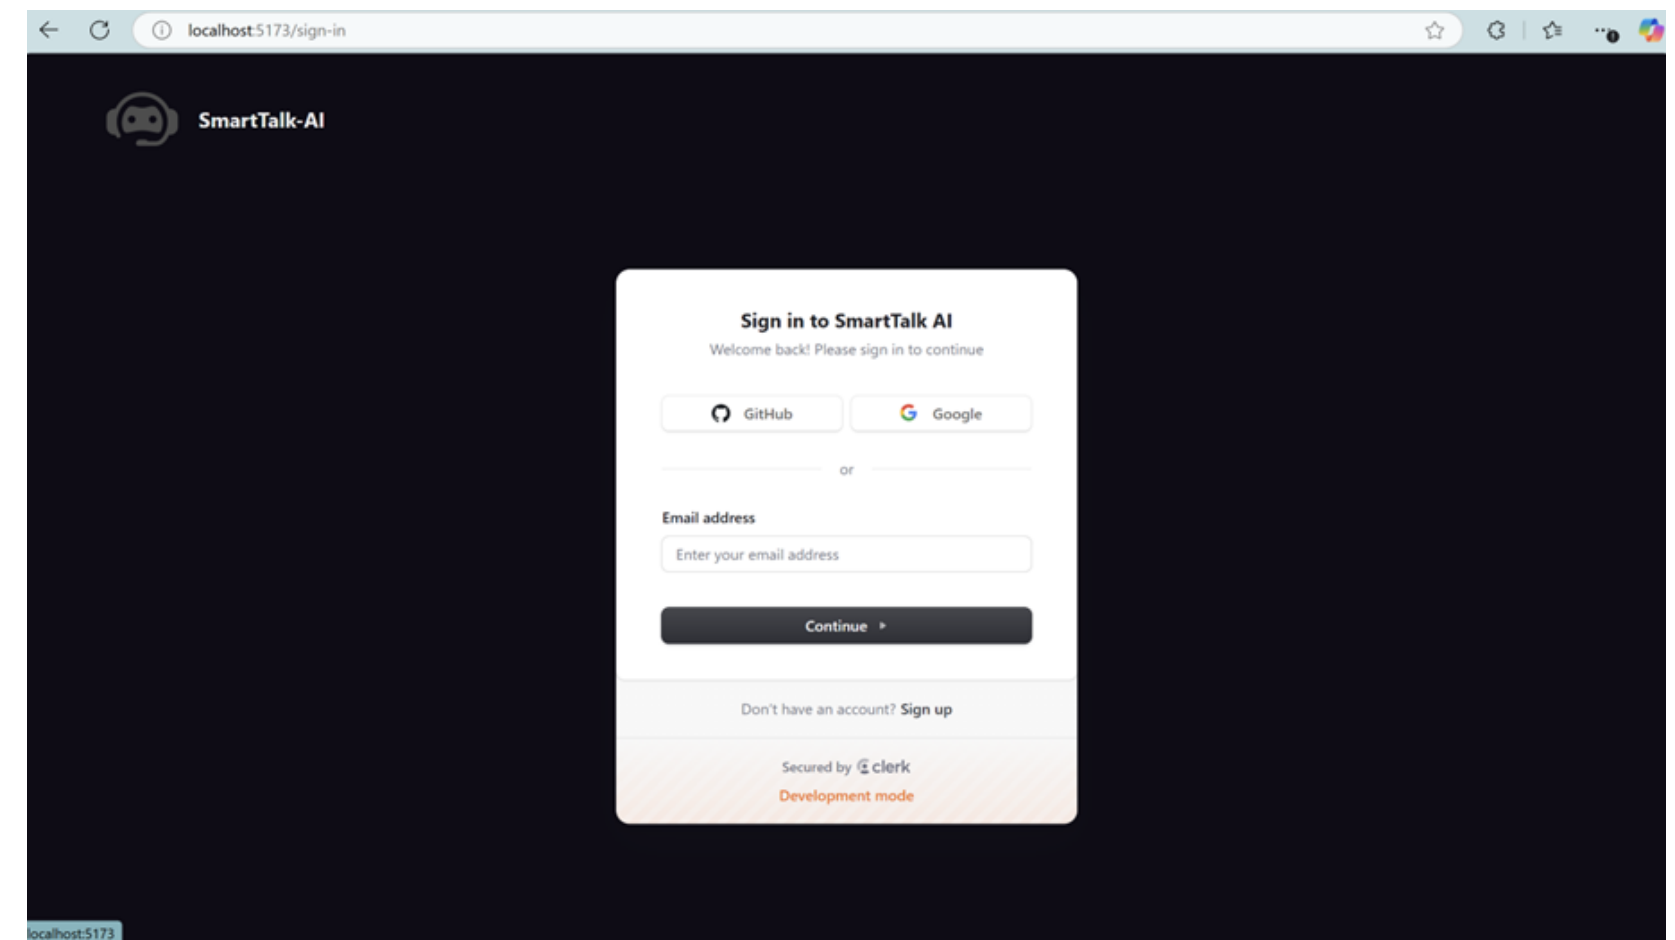 localhost:5173/sign-in
SmartTalk-AI
Sign in to SmartTalk AI
Welcome back! Please sign in to continue
GitHub Google
or
Email address
Enter your email address
Continue
Don't have an account? Sign up
Secured by clerk
Development mode
localhost:5173